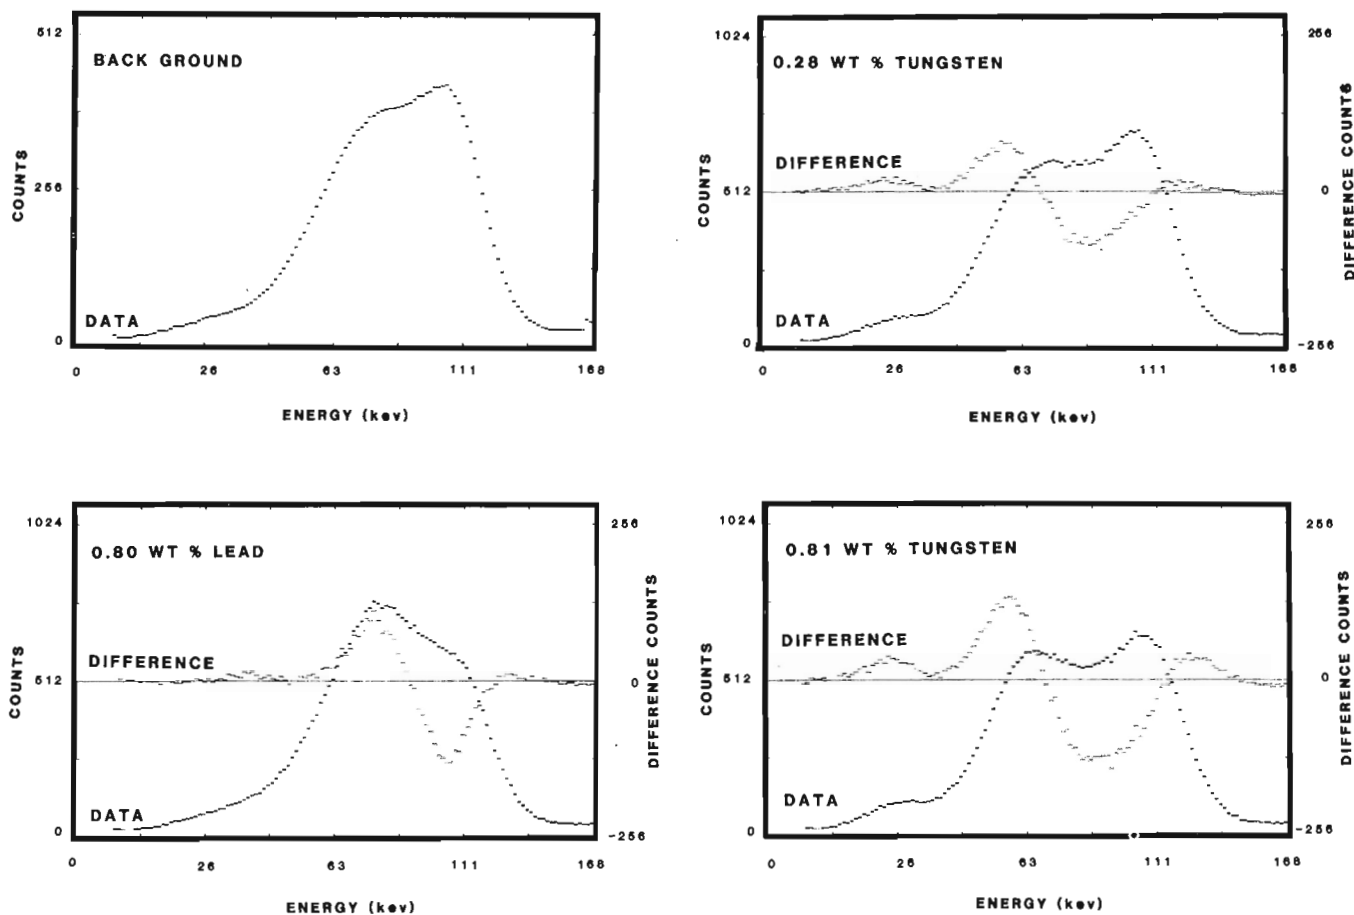 512
BACK GROUND
COUNTS
256
DATA
0
0 26 63 111 168
ENERGY (kev)
1024
256
0.28 WT % TUNGSTEN
DIFFERENCE
COUNTS
512
0
DIFFERENCE COUNTS
DATA
0
-256
0 26 63 111 168
ENERGY (kev)
1024
256
0.80 WT % LEAD
DIFFERENCE
COUNTS
512
0
DIFFERENCE COUNTS
DATA
0
-256
0 26 63 111 168
ENERGY (kev)
1024
256
0.81 WT % TUNGSTEN
DIFFERENCE
COUNTS
512
0
DIFFERENCE COUNTS
DATA
0
-256
0 26 63 111 168
ENERGY (kev)